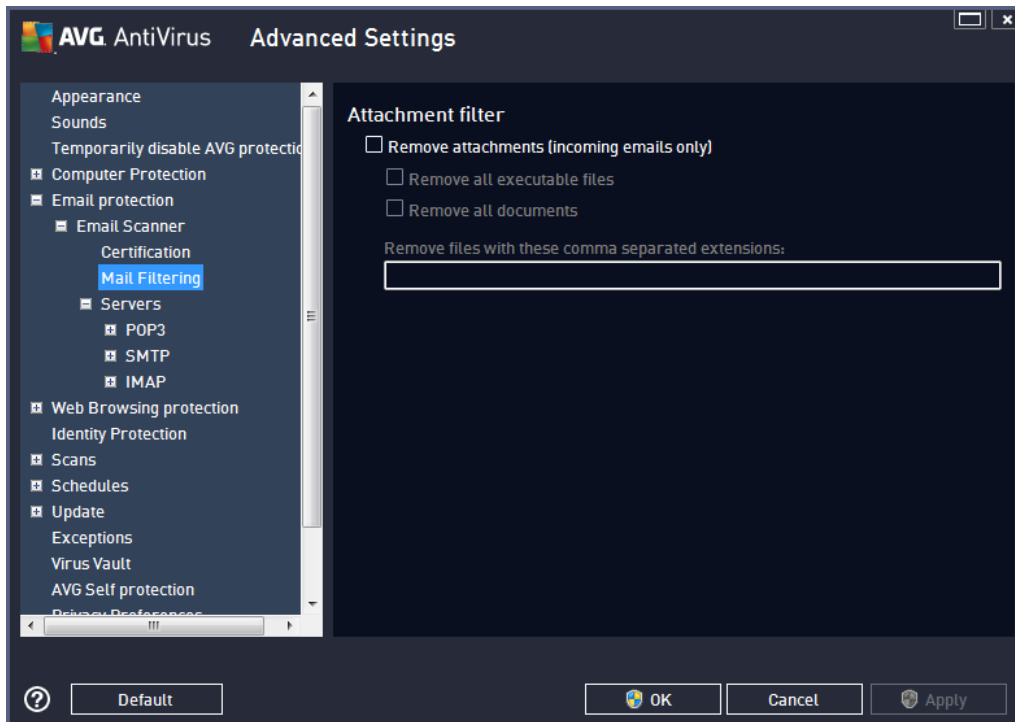 AVG. AntiVirus Advanced Settings
Appearance
Sounds
Temporarily disable AVG protectio
Computer Protection
Email protection
Email Scanner
Certification
Mail Filtering
Servers
POP3
SMTP
IMAP
Web Browsing protection
Identity Protection
Scans
Schedules
Update
Exceptions
Virus Vault
AVG Self protection
Privacy Preferences
Attachment filter
Remove attachments (incoming emails only)
Remove all executable files
Remove all documents
Remove files with these comma separated extensions:
? Default OK Cancel Apply